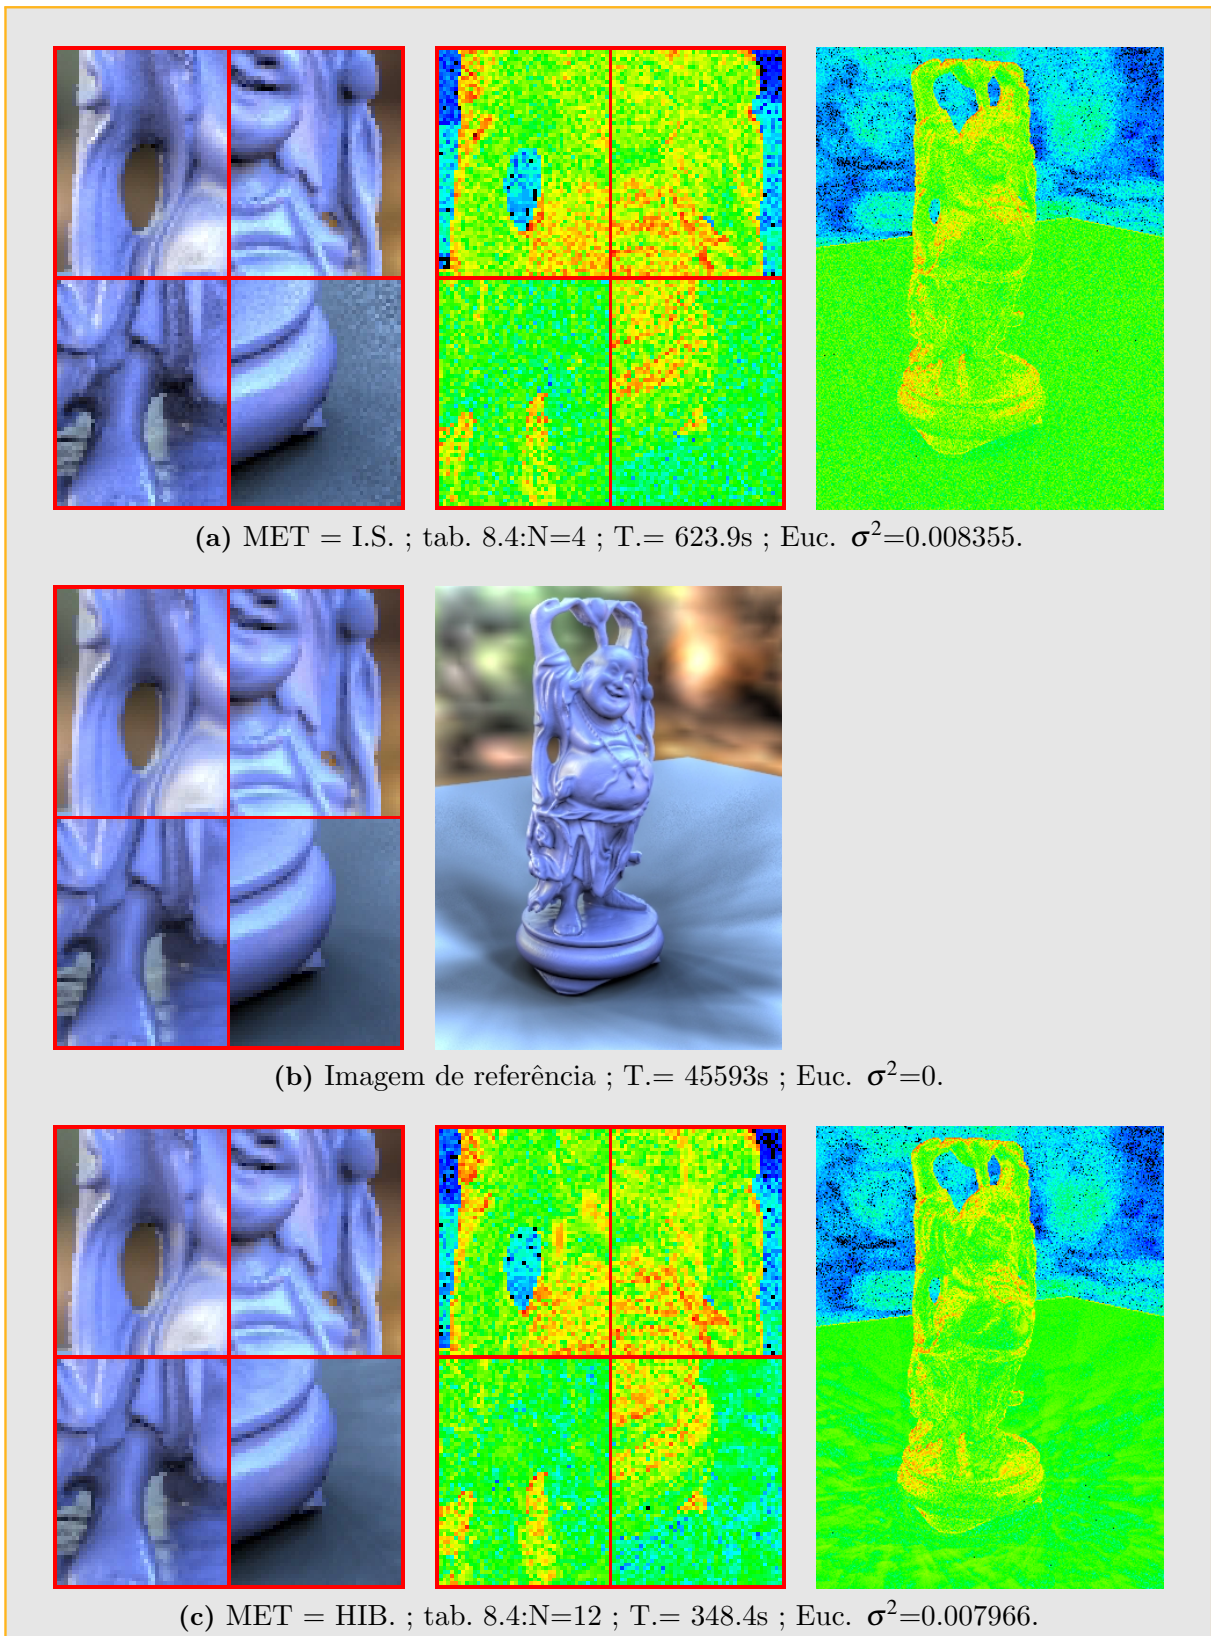 (a) MET = I.S. ; tab. 8.4:N=4 ; T.= 623.9s ; Euc. σ²=0.008355.
(b) Imagem de referência ; T.= 45593s ; Euc. σ²=0.
(c) MET = HIB. ; tab. 8.4:N=12 ; T.= 348.4s ; Euc. σ²=0.007966.